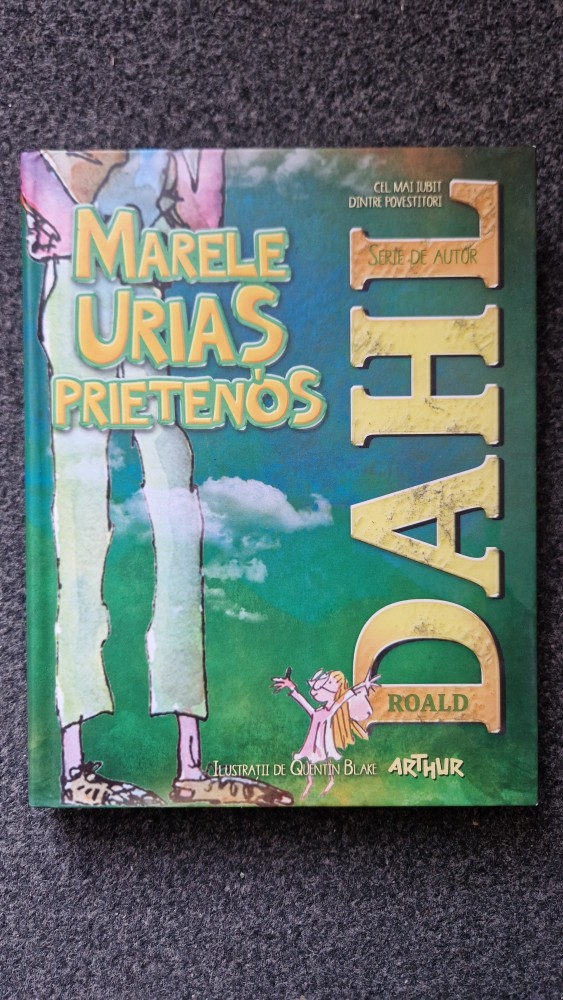 CEL MAI IUBIT
DINTRE POVESTITORI
SERIE DE AUTOR
MARELE
URIAȘ
PRIETENOS
DAHL
ROALD
ILUSTRAȚII DE QUENTIN BLAKE
ARTHUR